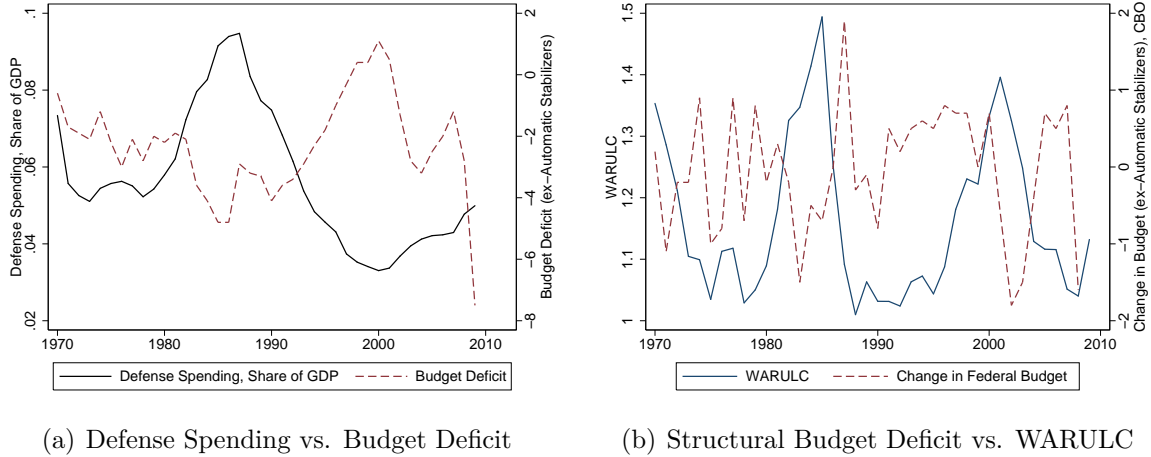 .1
.08
.06
.04
.02
Defense Spending, Share of GDP
2
0
−2
−4
−6
−8
Budget Deficit (ex−Automatic Stabilizers)
1970 1980 1990 2000 2010
Defense Spending, Share of GDP Budget Deficit
(a) Defense Spending vs. Budget Deficit
1.5
1.4
1.3
1.2
1.1
1
WARULC
2
1
0
−1
−2
Change in Budget (ex−Automatic Stabilizers), CBO
1970 1980 1990 2000 2010
WARULC Change in Federal Budget
(b) Structural Budget Deficit vs. WARULC